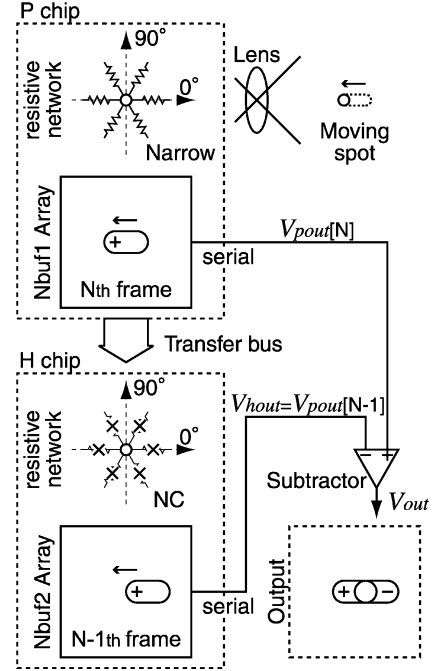 P chip
90°
0°
resistive
network
Narrow
Lens
Moving
spot
Nbuf1 Array
+
Nth frame
serial
Vpout[N]
Transfer bus
H chip
90°
0°
resistive
network
NC
Vhout=Vpout[N-1]
− +
Subtractor
Vout
Nbuf2 Array
+
N-1th frame
serial
Output
+ −